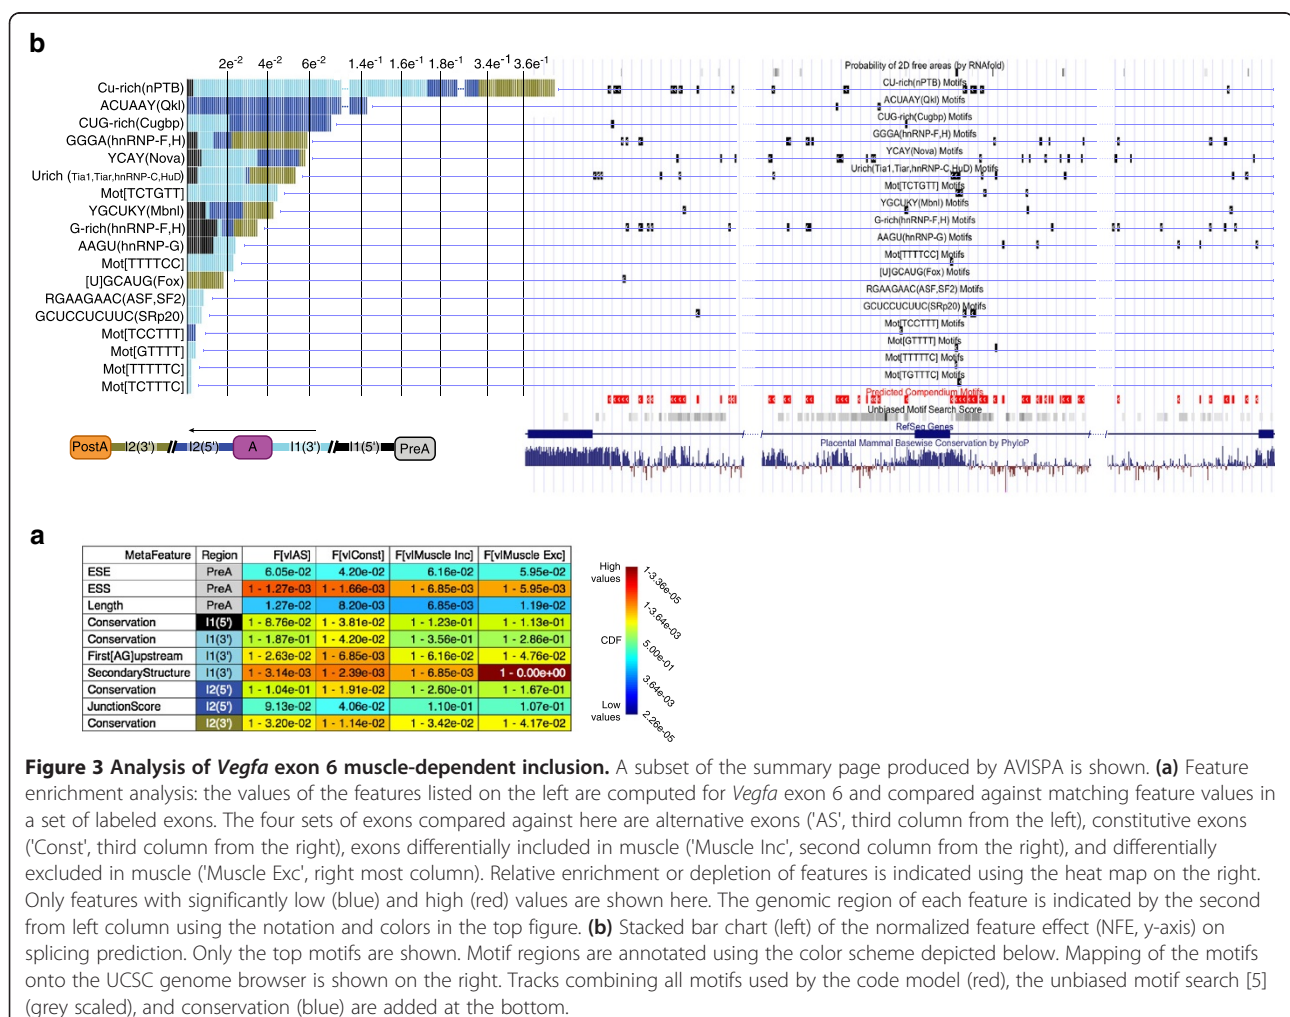 b
2e-2 4e-2 6e-2 1.4e-1 1.6e-1 1.8e-1 3.4e-1 3.6e-1
Probability of 2D free areas (by RNAfold)
Cu-rich(nPTB)
Cu-rich(nPTB) Motifs
ACUAAY(Qkl)
ACUAAY(Qkl) Motifs
CUG-rich(Cugbp)
CUG-rich(Cugbp) Motifs
GGGA(hnRNP-F,H)
GGGA(hnRNP-F,H) Motifs
YCAY(Nova)
YCAY(Nova) Motifs
Urich (Tia1,Tiar,hnRNP-C,HuD)
Urich(Tia1,Tiar,hnRNP-C,HuD) Motifs
Mot[TCTGTT]
Mot[TCTGTT] Motifs
YGCUKY(Mbnl)
YGCUKY(Mbnl) Motifs
G-rich(hnRNP-F,H)
G-rich(hnRNP-F,H) Motifs
AAGU(hnRNP-G)
AAGU(hnRNP-G) Motifs
Mot[TTTTCC]
Mot[TTTTCC] Motifs
[U]GCAUG(Fox)
[U]GCAUG(Fox) Motifs
RGAAGAAC(ASF,SF2)
RGAAGAAC(ASF,SF2) Motifs
GCUCCUCUUC(SRp20)
GCUCCUCUUC(SRp20) Motifs
Mot[TCCTTT]
Mot[TCCTTT] Motifs
Mot[GTTTT]
Mot[GTTTT] Motifs
Mot[TTTTTC]
Mot[TTTTTC] Motifs
Mot[TCTTTC]
Mot[TGTTTC] Motifs
Predicted Compendium Motifs
Unbiased Motif Search Score
RefSeq Genes
Placental Mammal Basewise Conservation by PhyloP
PostA I2(3') I2(5') A I1(3') I1(5') PreA
a
MetaFeature Region F[vlAS] F[vlConst] F[vlMuscle Inc] F[vlMuscle Exc]
ESE PreA 6.05e-02 4.20e-02 6.16e-02 5.95e-02
ESS PreA 1 - 1.27e-03 1 - 1.66e-03 1 - 6.85e-03 1 - 5.95e-03
Length PreA 1.27e-02 8.20e-03 6.85e-03 1.19e-02
Conservation I1(5') 1 - 8.76e-02 1 - 3.81e-02 1 - 1.23e-01 1 - 1.13e-01
Conservation I1(3') 1 - 1.87e-01 1 - 4.20e-02 1 - 3.56e-01 1 - 2.86e-01
First[AG]upstream I1(3') 1 - 2.63e-02 1 - 6.85e-03 1 - 6.16e-02 1 - 4.76e-02
SecondaryStructure I1(3') 1 - 3.14e-03 1 - 2.39e-03 1 - 6.85e-03 1 - 0.00e+00
Conservation I2(5') 1 - 1.04e-01 1 - 1.91e-02 1 - 2.60e-01 1 - 1.67e-01
JunctionScore I2(5') 9.13e-02 4.06e-02 1.10e-01 1.07e-01
Conservation I2(3') 1 - 3.20e-02 1 - 1.14e-02 1 - 3.42e-02 1 - 4.17e-02
High values
CDF
Low values
1-3.36e-05
1-3.64e-03
5.00e-01
3.64e-03
2.26e-05
Figure 3 Analysis of Vegfa exon 6 muscle-dependent inclusion. A subset of the summary page produced by AVISPA is shown. (a) Feature
enrichment analysis: the values of the features listed on the left are computed for Vegfa exon 6 and compared against matching feature values in
a set of labeled exons. The four sets of exons compared against here are alternative exons ('AS', third column from the left), constitutive exons
('Const', third column from the right), exons differentially included in muscle ('Muscle Inc', second column from the right), and differentially
excluded in muscle ('Muscle Exc', right most column). Relative enrichment or depletion of features is indicated using the heat map on the right.
Only features with significantly low (blue) and high (red) values are shown here. The genomic region of each feature is indicated by the second
from left column using the notation and colors in the top figure. (b) Stacked bar chart (left) of the normalized feature effect (NFE, y-axis) on
splicing prediction. Only the top motifs are shown. Motif regions are annotated using the color scheme depicted below. Mapping of the motifs
onto the UCSC genome browser is shown on the right. Tracks combining all motifs used by the code model (red), the unbiased motif search [5]
(grey scaled), and conservation (blue) are added at the bottom.